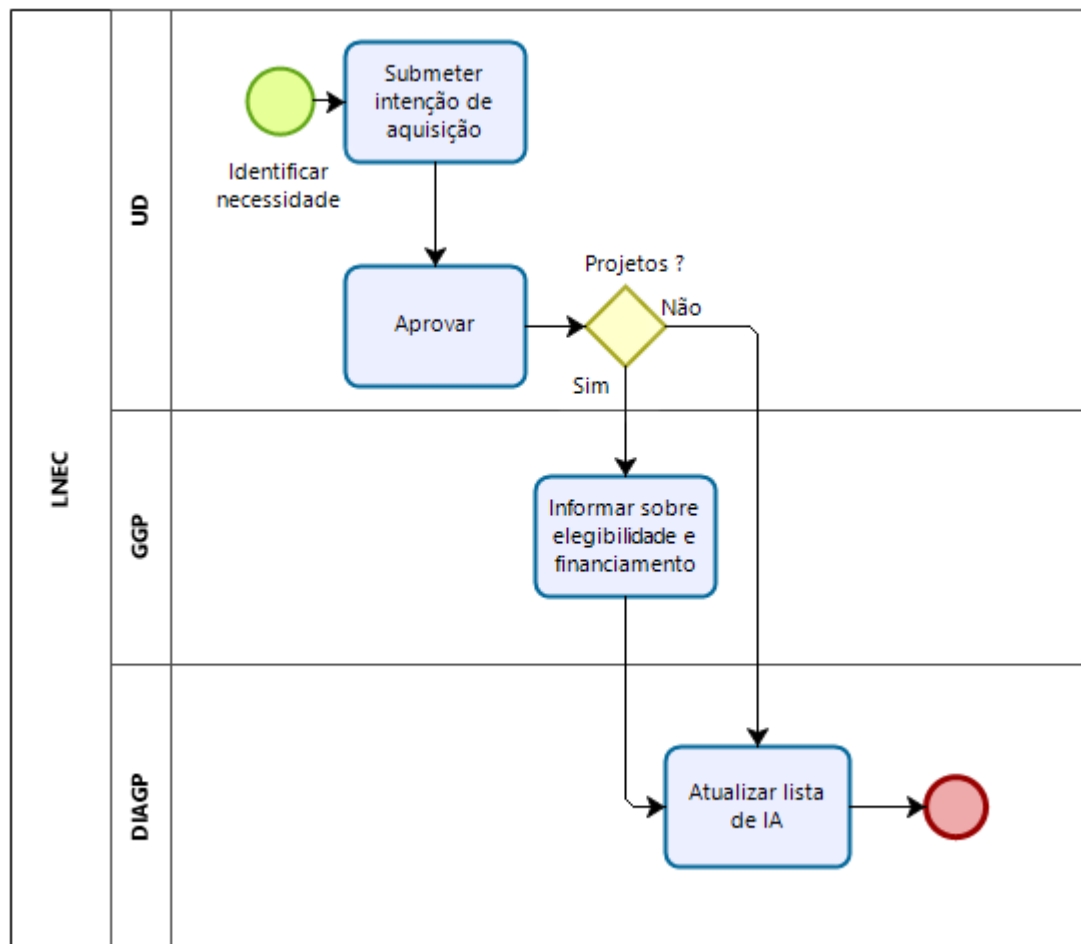 LNEC
UD
Submeter
intenção de
aquisição
Identificar
necessidade
Aprovar
Projetos ?
Não
Sim
GGP
Informar sobre
elegibilidade e
financiamento
DIAGP
Atualizar lista
de IA